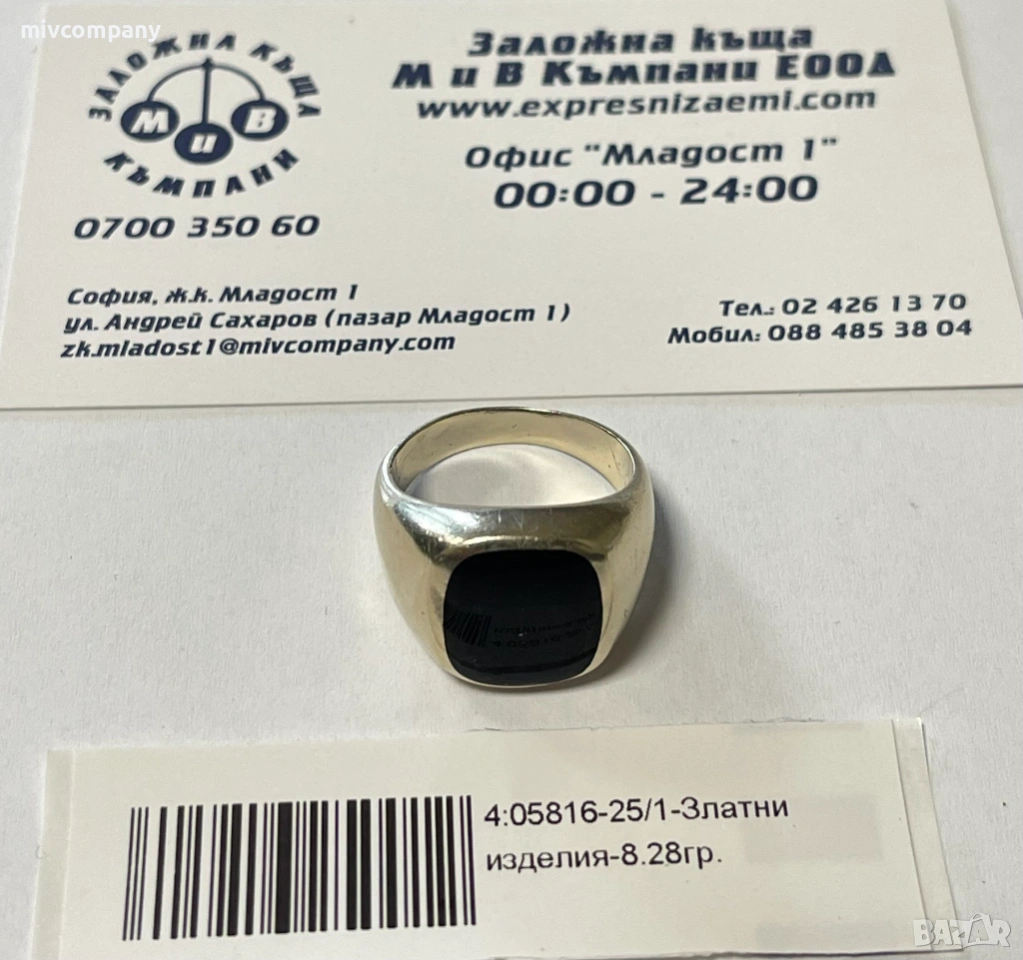 mivcompany
ЗАЛОЖНА КЪЩА
М и В
КЪМПАНИ
0700 350 60
Заложна къща
М и В Къмпани ЕООД
www.expresnizaemi.com
Офис "Младост 1"
00:00 - 24:00
София, ж.к. Младост 1
ул. Андрей Сахаров (пазар Младост 1)
zk.mladost1@mivcompany.com
Тел.: 02 426 13 70
Мобил: 088 485 38 04
4:05816-25/1-Златни
изделия-8.28гр.
BAZAR